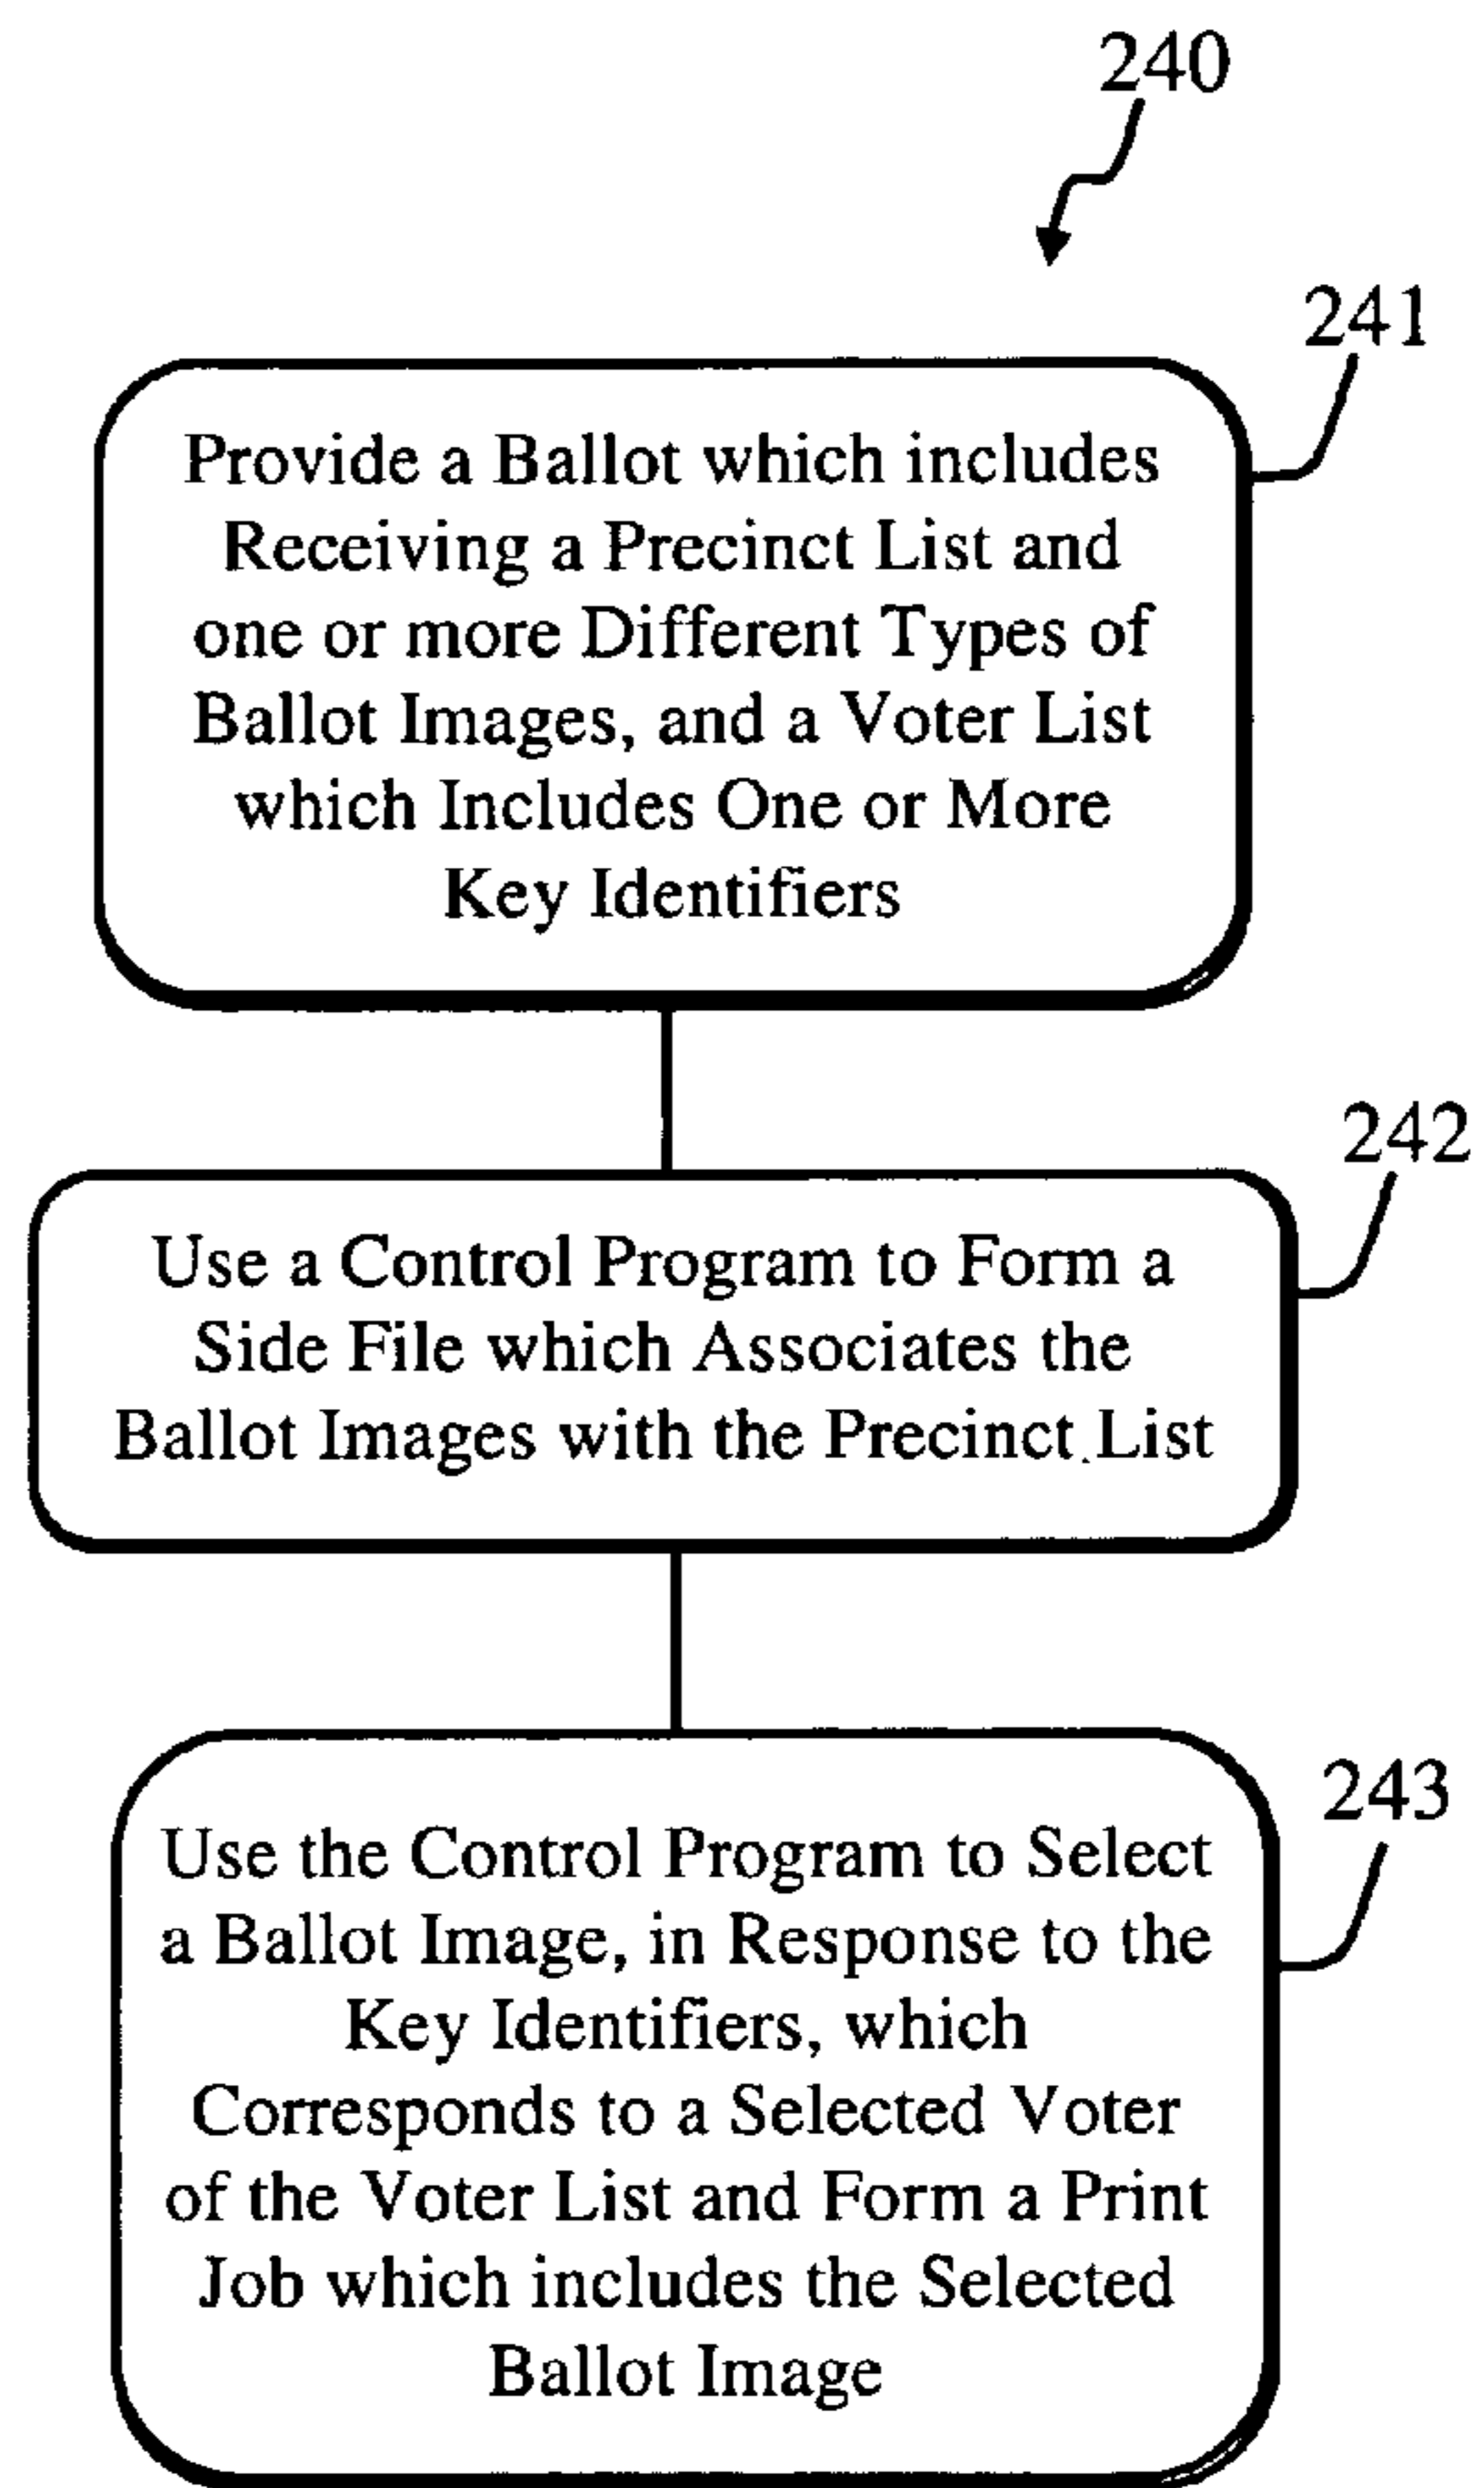 240
241
Provide a Ballot which includes
Receiving a Precinct List and
one or more Different Types of
Ballot Images, and a Voter List
which Includes One or More
Key Identifiers
242
Use a Control Program to Form a
Side File which Associates the
Ballot Images with the Precinct List
243
Use the Control Program to Select
a Ballot Image, in Response to the
Key Identifiers, which
Corresponds to a Selected Voter
of the Voter List and Form a Print
Job which includes the Selected
Ballot Image